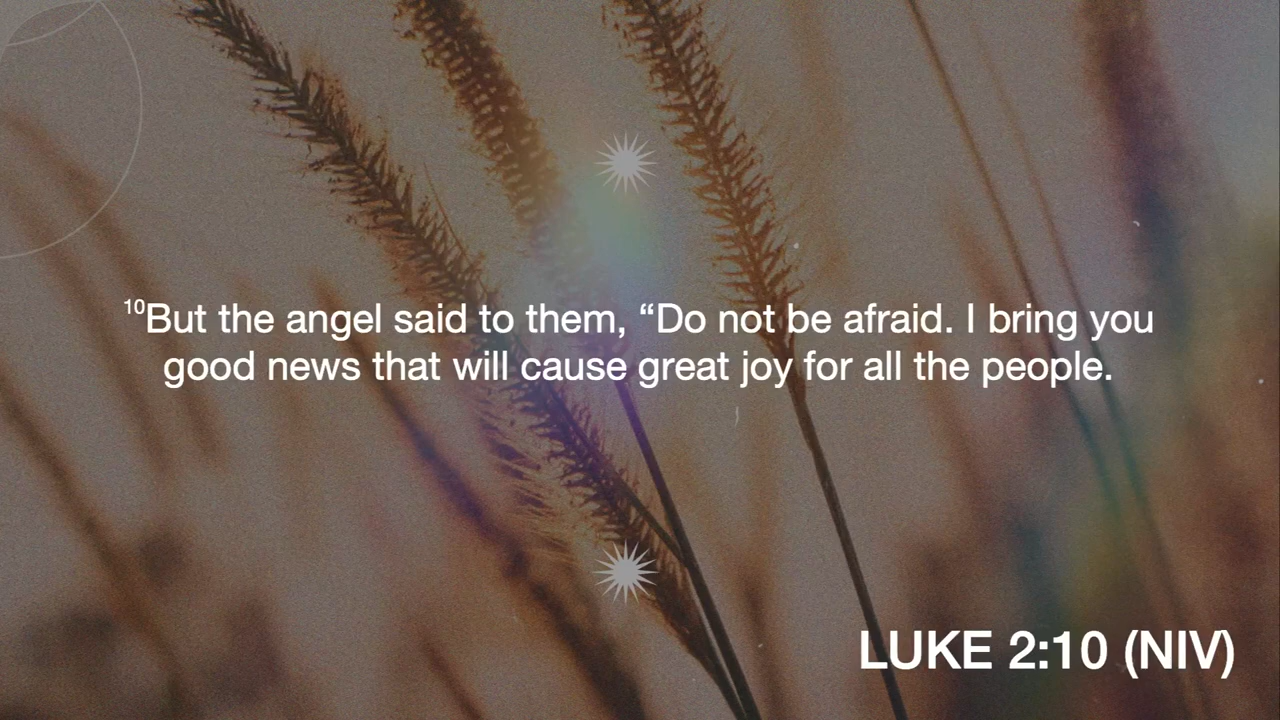 ¹⁰But the angel said to them, “Do not be afraid. I bring you
good news that will cause great joy for all the people.
LUKE 2:10 (NIV)